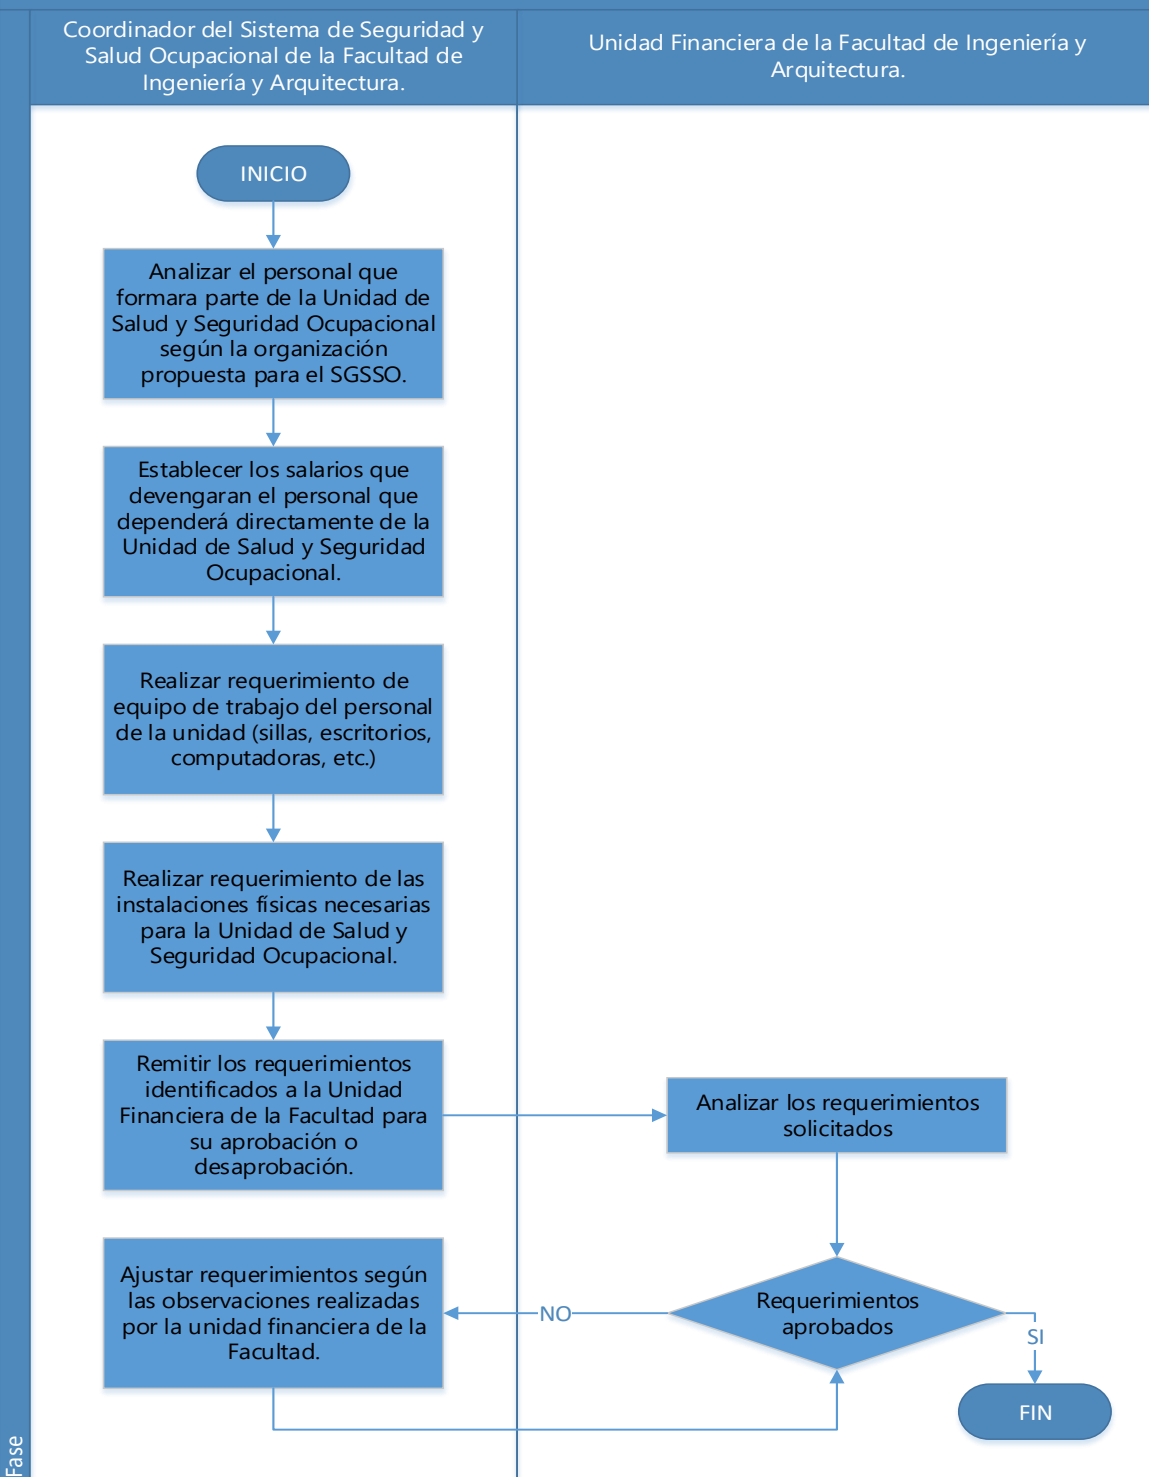 Coordinador del Sistema de Seguridad y
Salud Ocupacional de la Facultad de
Ingeniería y Arquitectura.
Unidad Financiera de la Facultad de Ingeniería y
Arquitectura.
INICIO
Analizar el personal que
formara parte de la Unidad de
Salud y Seguridad Ocupacional
según la organización
propuesta para el SGSSO.
Establecer los salarios que
devengaran el personal que
dependerá directamente de la
Unidad de Salud y Seguridad
Ocupacional.
Realizar requerimiento de
equipo de trabajo del personal
de la unidad (sillas, escritorios,
computadoras, etc.)
Realizar requerimiento de las
instalaciones físicas necesarias
para la Unidad de Salud y
Seguridad Ocupacional.
Remitir los requerimientos
identificados a la Unidad
Financiera de la Facultad para
su aprobación o
desaprobación.
Analizar los requerimientos
solicitados
Ajustar requerimientos según
las observaciones realizadas
por la unidad financiera de la
Facultad.
NO
Requerimientos
aprobados
SI
FIN
Fase